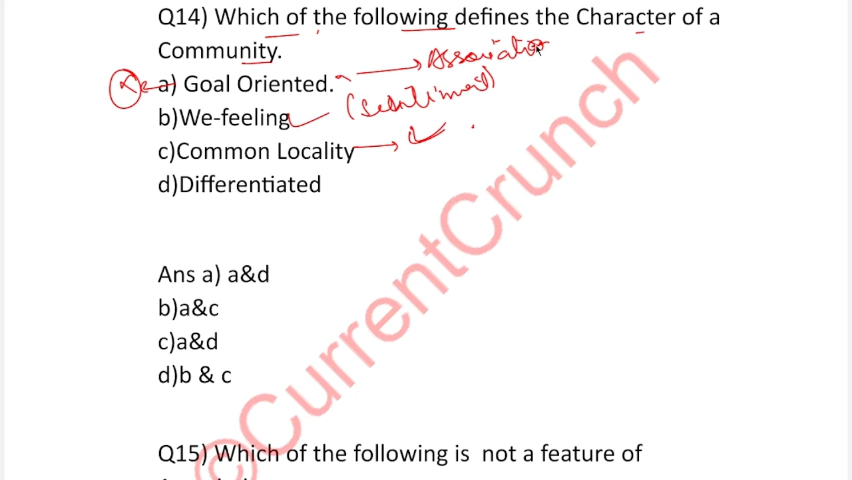 Q14) Which of the following defines the Character of a
Community.
a) Goal Oriented. Association
b)We-feeling (Sentiment)
c)Common Locality
d)Differentiated
Ans a) a&d
b)a&c
c)a&d
d)b & c
Q15) Which of the following is not a feature of
©CurrentCrunch